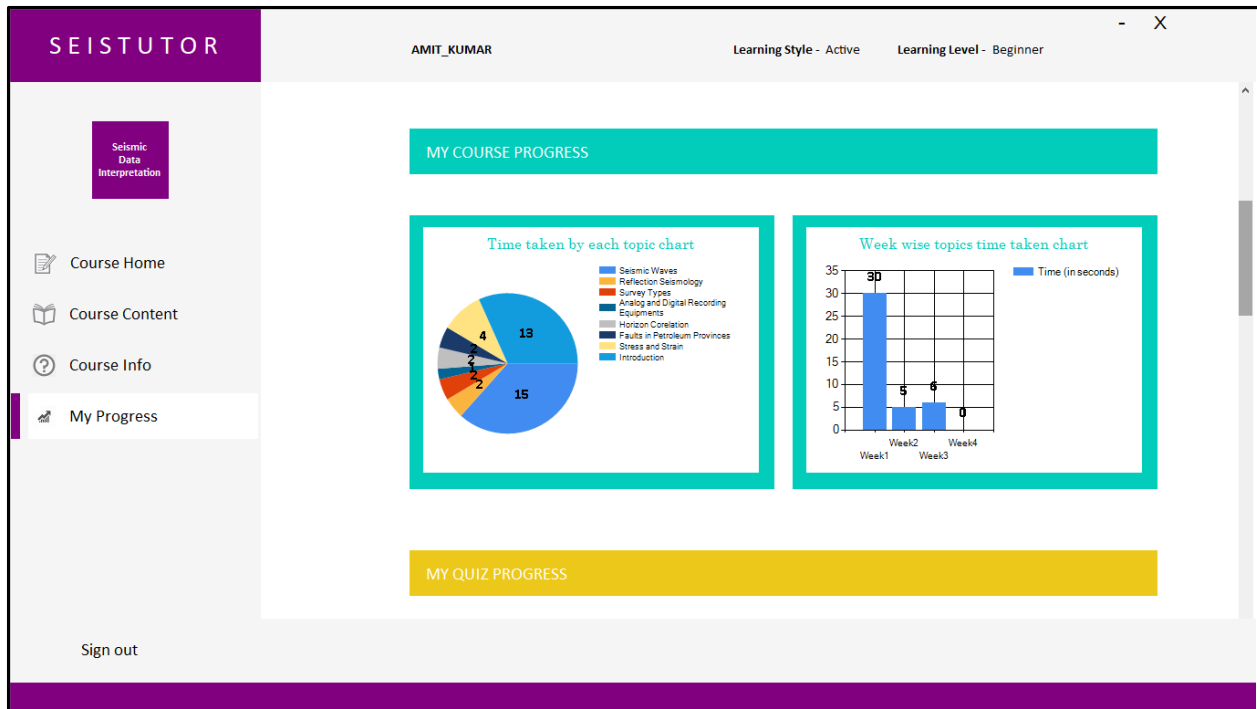 SEISTUTOR
AMIT_KUMAR
Learning Style - Active
Learning Level - Beginner
- X
Seismic
Data
Interpretation
Course Home
Course Content
Course Info
My Progress
Sign out
MY COURSE PROGRESS
Time taken by each topic chart
Seismic Waves
Reflection Seismology
Survey Types
Analog and Digital Recording
Equipments
Horizon Corelation
Faults in Petroleum Provinces
Stress and Strain
Introduction
13
4
2
2
1
2
2
15
Week wise topics time taken chart
35
30
25
20
15
10
5
0
30
5
6
0
Week1
Week2
Week3
Week4
Time (in seconds)
MY QUIZ PROGRESS